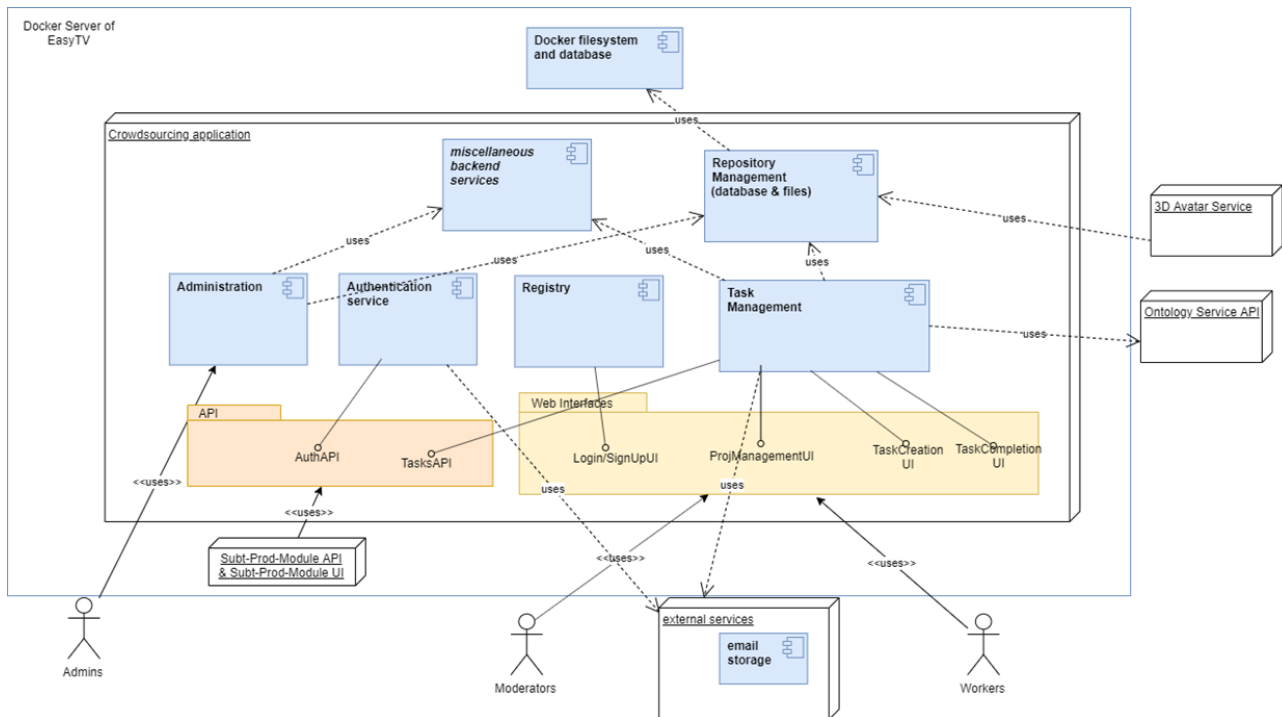 Docker Server of
EasyTV
Docker filesystem
and database
uses
Crowdsourcing application
miscellaneous
backend
services
Repository
Management
(database & files)
3D Avatar Service
uses
uses
uses
uses
uses
Administration
Authentication
service
Registry
Task
Management
Ontology Service API
uses
API
Web Interfaces
AuthAPI
TasksAPI
Login/SignUpUI
ProjManagementUI
TaskCreation
UI
TaskCompletion
UI
<<uses>>
uses
uses
<<uses>>
Subt-Prod-Module API
& Subt-Prod-Module UI
<<uses>>
<<uses>>
external services
email
storage
Admins
Moderators
Workers